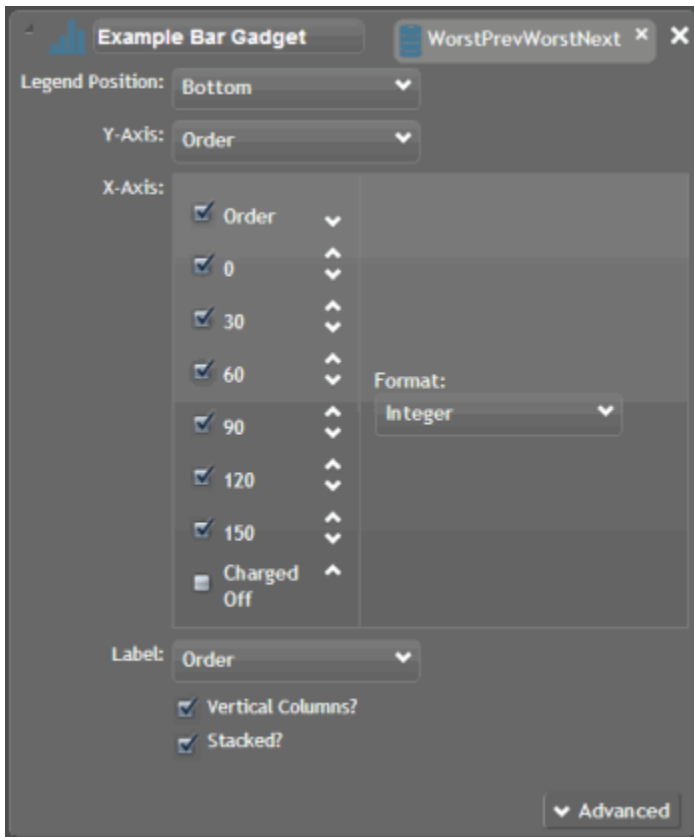 Example Bar Gadget
WorstPrevWorstNext
Legend Position: Bottom
Y-Axis: Order
X-Axis:
Order
0
30
60
90
120
150
Charged
Off
Format:
Integer
Label: Order
Vertical Columns?
Stacked?
Advanced